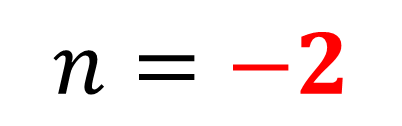 n = −2